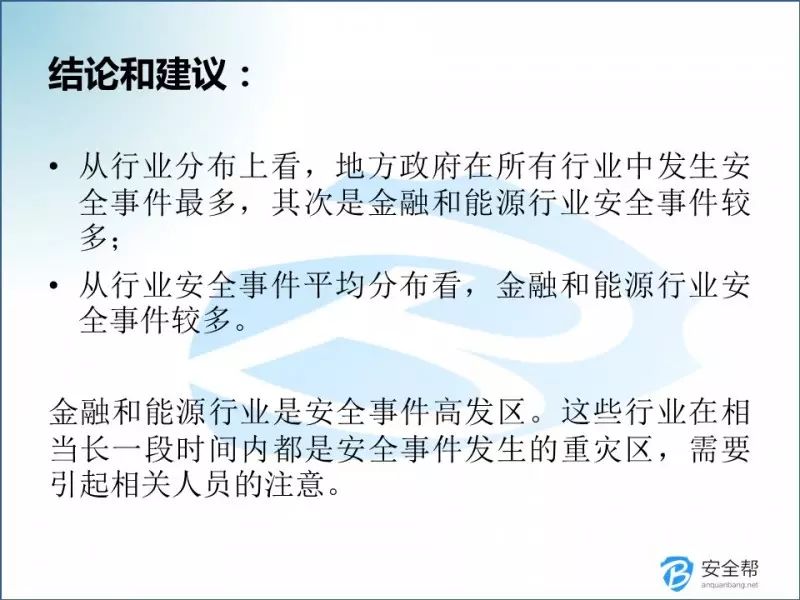 结论和建议：
• 从行业分布上看，地方政府在所有行业中发生安
全事件最多，其次是金融和能源行业安全事件较
多；
• 从行业安全事件平均分布看，金融和能源行业安
全事件较多。
金融和能源行业是安全事件高发区。这些行业在相
当长一段时间内都是安全事件发生的重灾区，需要
引起相关人员的注意。
安全帮
anquanbang.net